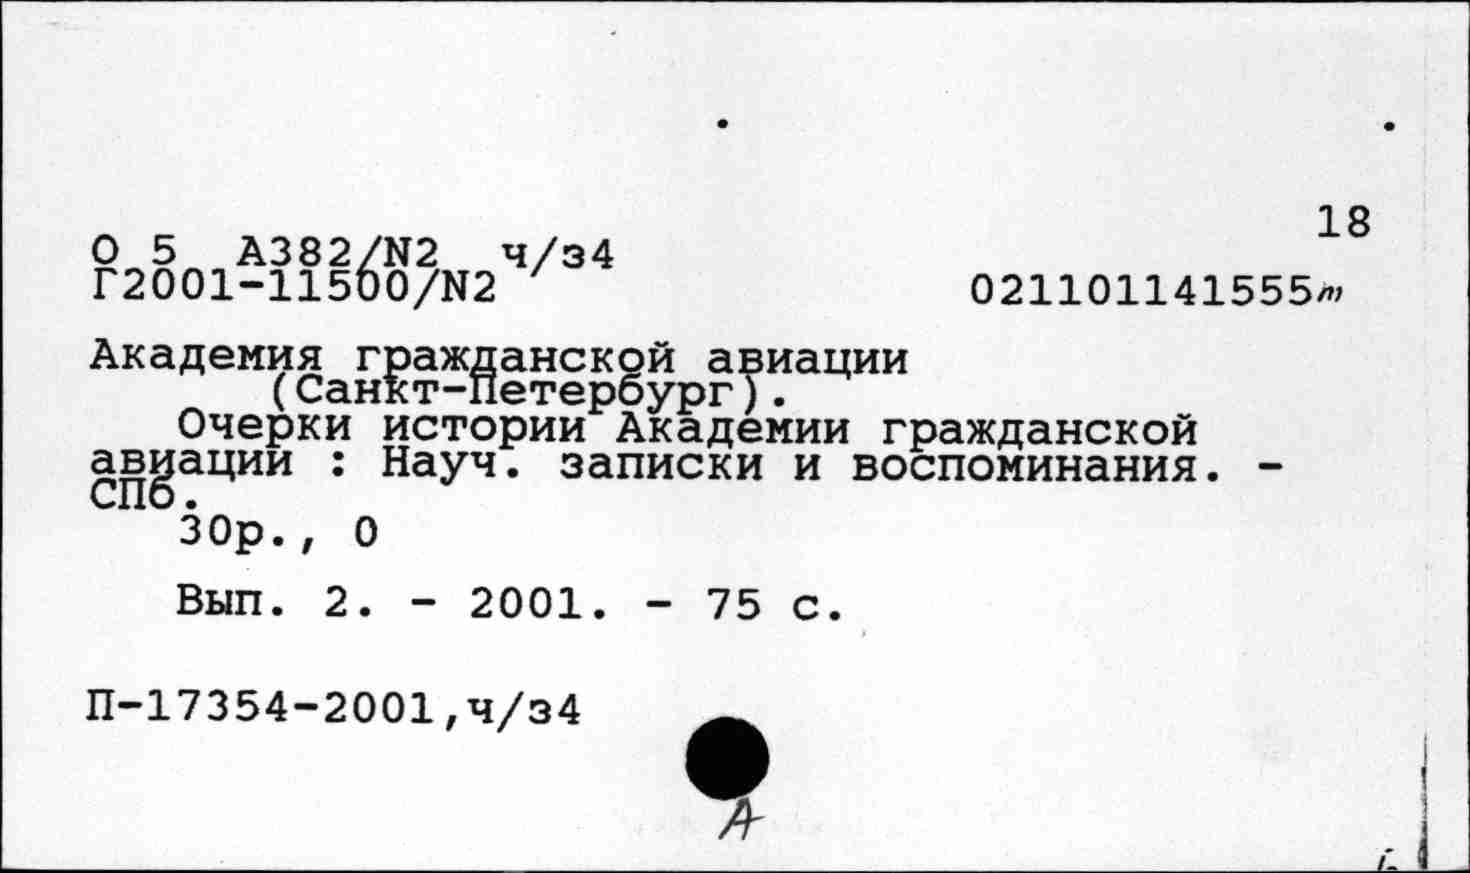 18
О 5 А382/N2 ч/з4
Г2001-11500/N2 021101141555
Академия гражданской авиации
(Санкт-Петербург).
Очерки истории Академии гражданской
авиации : Науч. записки и воспоминания. -
СПб.
30р., 0
Вып. 2. - 2001. - 75 с.
П-17354-2001,ч/з4
А